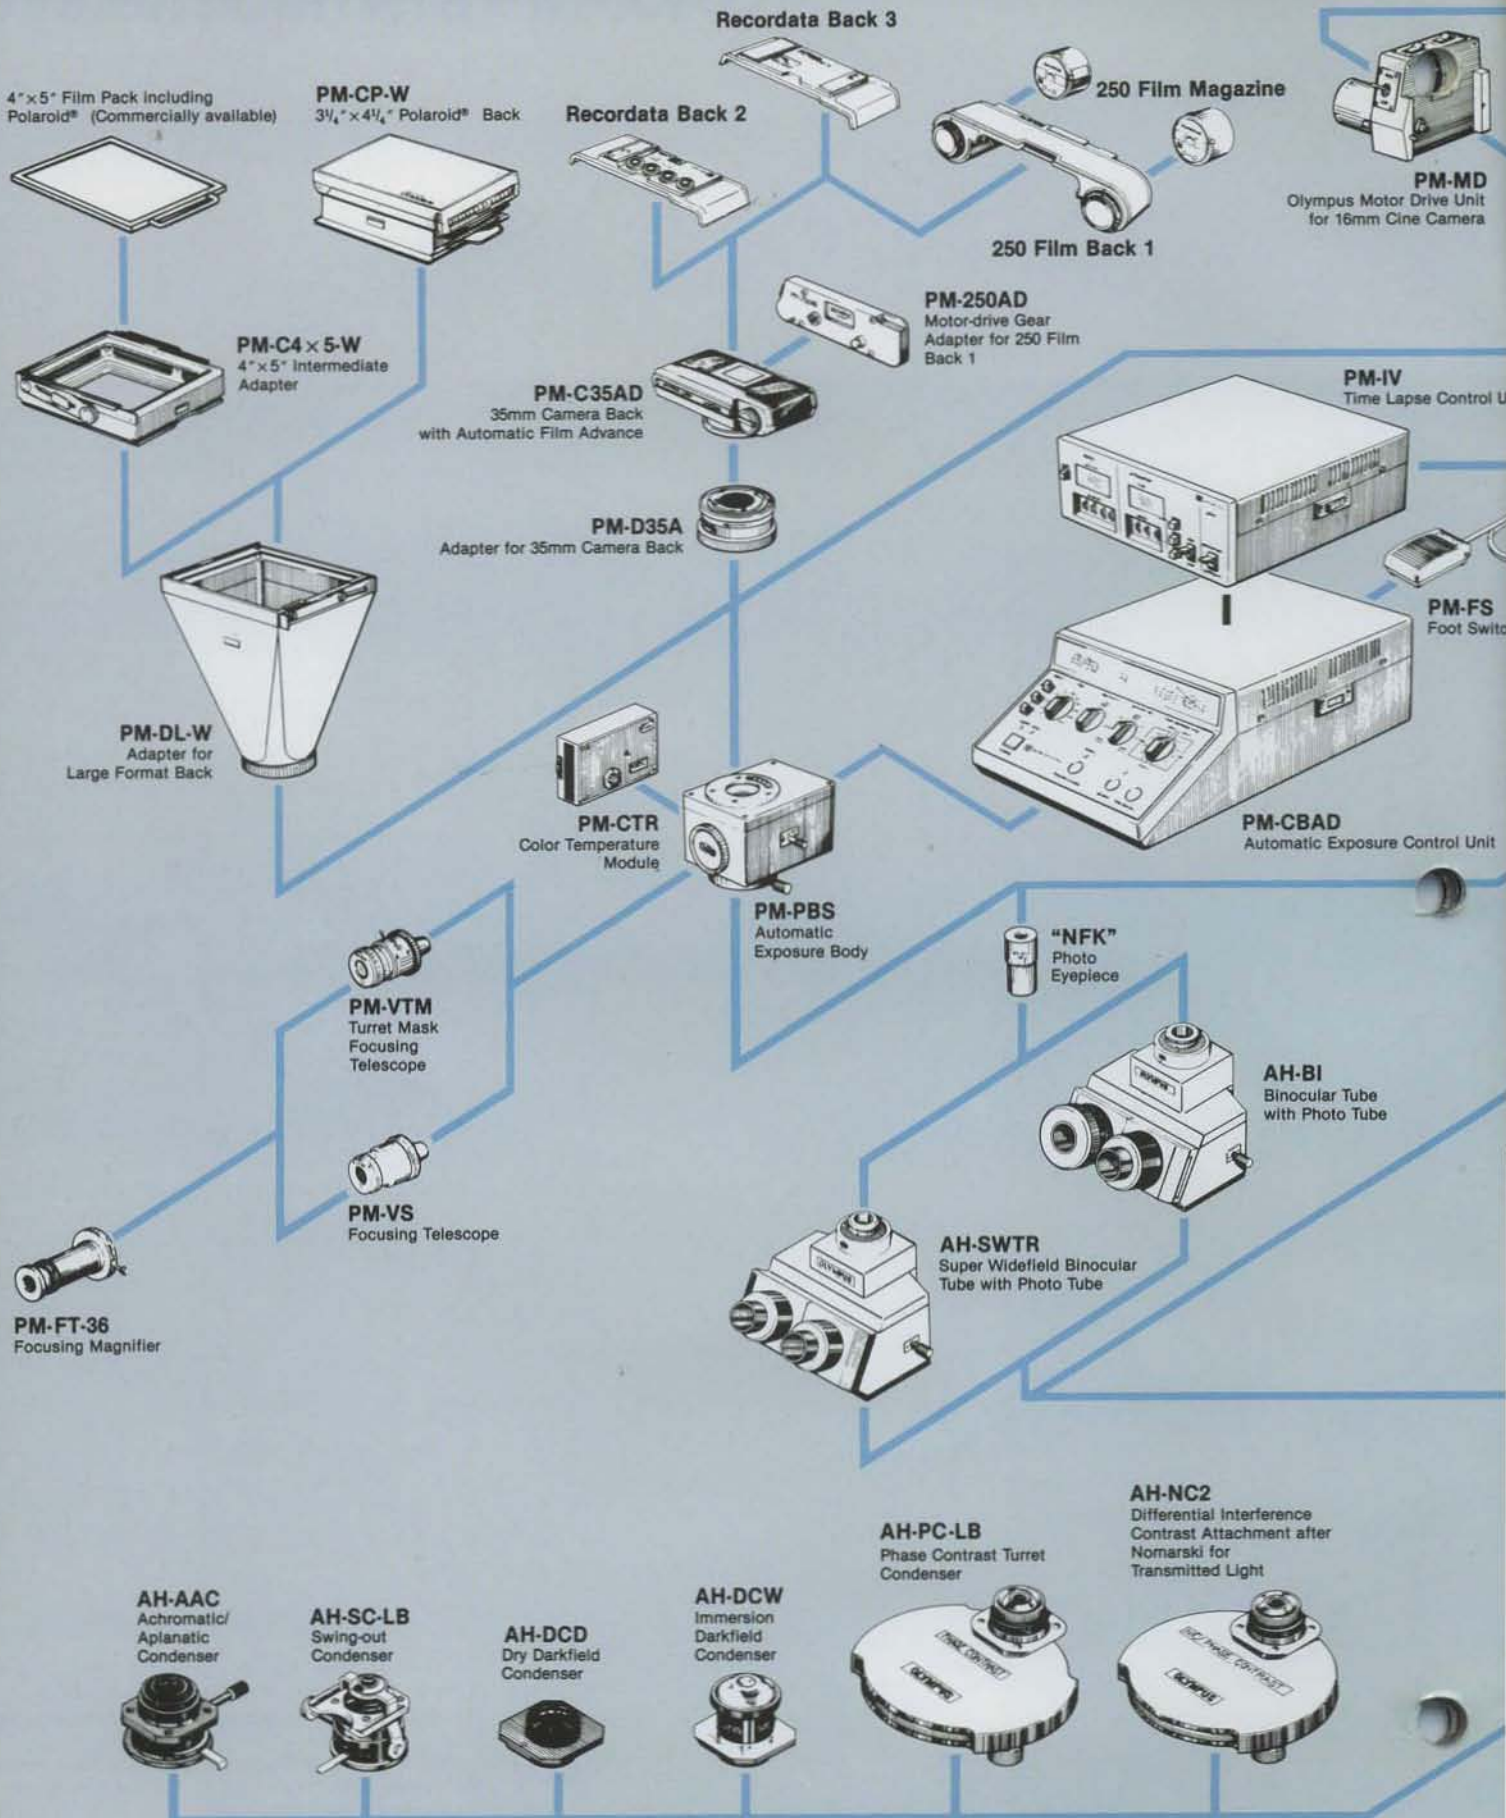 Recordata Back 3
4″×5″ Film Pack including
Polaroid® (Commercially available)
PM-CP-W
3¼″×4¼″ Polaroid® Back
Recordata Back 2
250 Film Magazine
250 Film Back 1
PM-MD
Olympus Motor Drive Unit
for 16mm Cine Camera
PM-C4×5-W
4″×5″ Intermediate
Adapter
PM-C35AD
35mm Camera Back
with Automatic Film Advance
PM-250AD
Motor-drive Gear
Adapter for 250 Film
Back 1
PM-IV
Time Lapse Control U
PM-D35A
Adapter for 35mm Camera Back
PM-FS
Foot Switc
PM-DL-W
Adapter for
Large Format Back
PM-CTR
Color Temperature
Module
PM-CBAD
Automatic Exposure Control Unit
PM-PBS
Automatic
Exposure Body
"NFK"
Photo
Eyepiece
PM-VTM
Turret Mask
Focusing
Telescope
OLYMPUS
AH-BI
Binocular Tube
with Photo Tube
PM-VS
Focusing Telescope
OLYMPUS
AH-SWTR
Super Widefield Binocular
Tube with Photo Tube
PM-FT-36
Focusing Magnifier
AH-NC2
Differential Interference
Contrast Attachment after
Nomarski for
Transmitted Light
AH-PC-LB
Phase Contrast Turret
Condenser
AH-AAC
Achromatic/
Aplanatic
Condenser
AH-SC-LB
Swing-out
Condenser
AH-DCD
Dry Darkfield
Condenser
AH-DCW
Immersion
Darkfield
Condenser
PHASE CONTRAST
OLYMPUS
PHASE CONTRAST
OLYMPUS